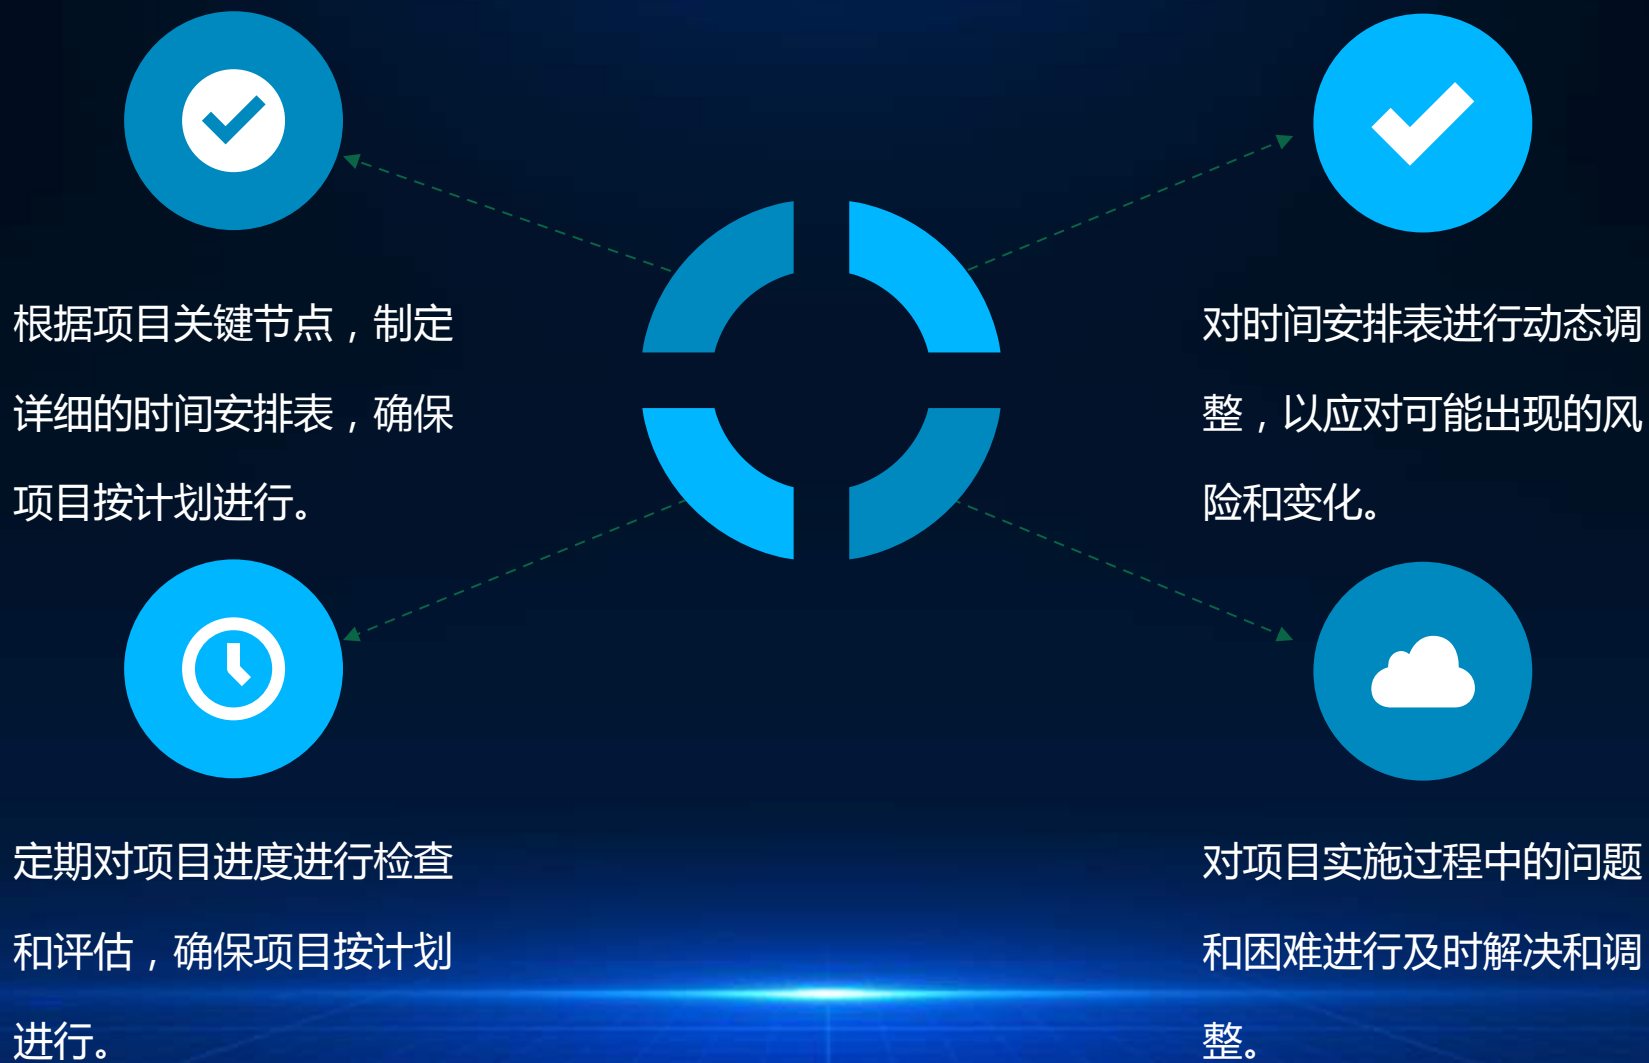 根据项目关键节点，制定
详细的时间安排表，确保
项目按计划进行。
对时间安排表进行动态调
整，以应对可能出现的风
险和变化。
定期对项目进度进行检查
和评估，确保项目按计划
进行。
对项目实施过程中的问题
和困难进行及时解决和调
整。